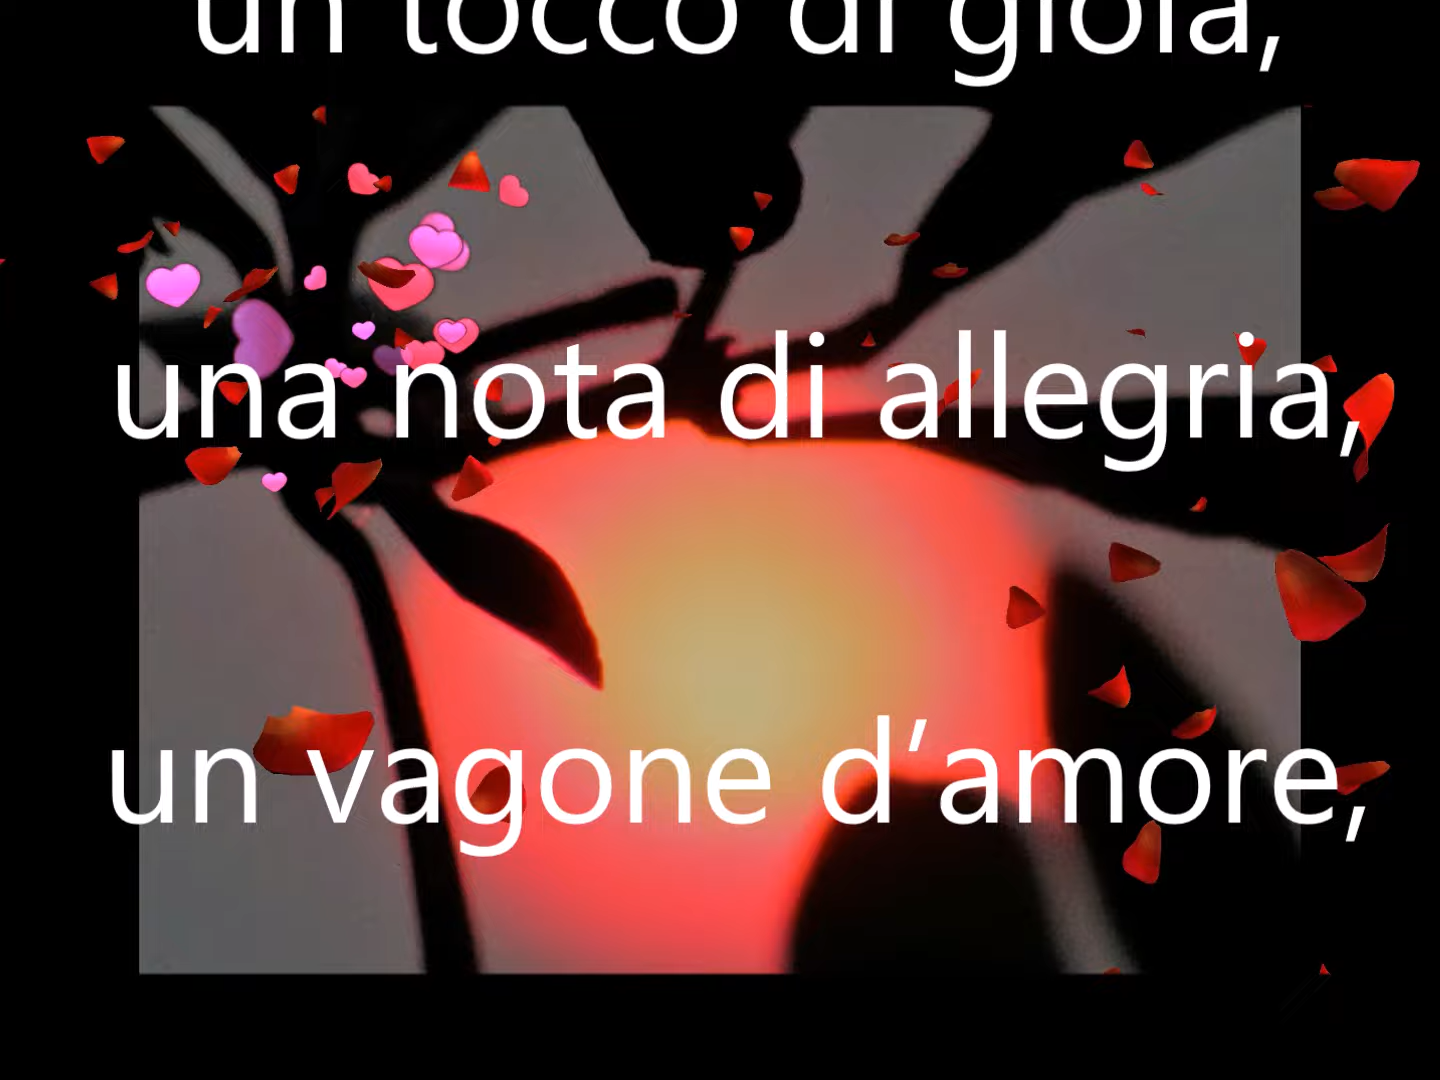 un tocco di gioia,
una nota di allegria,
un vagone d’amore,